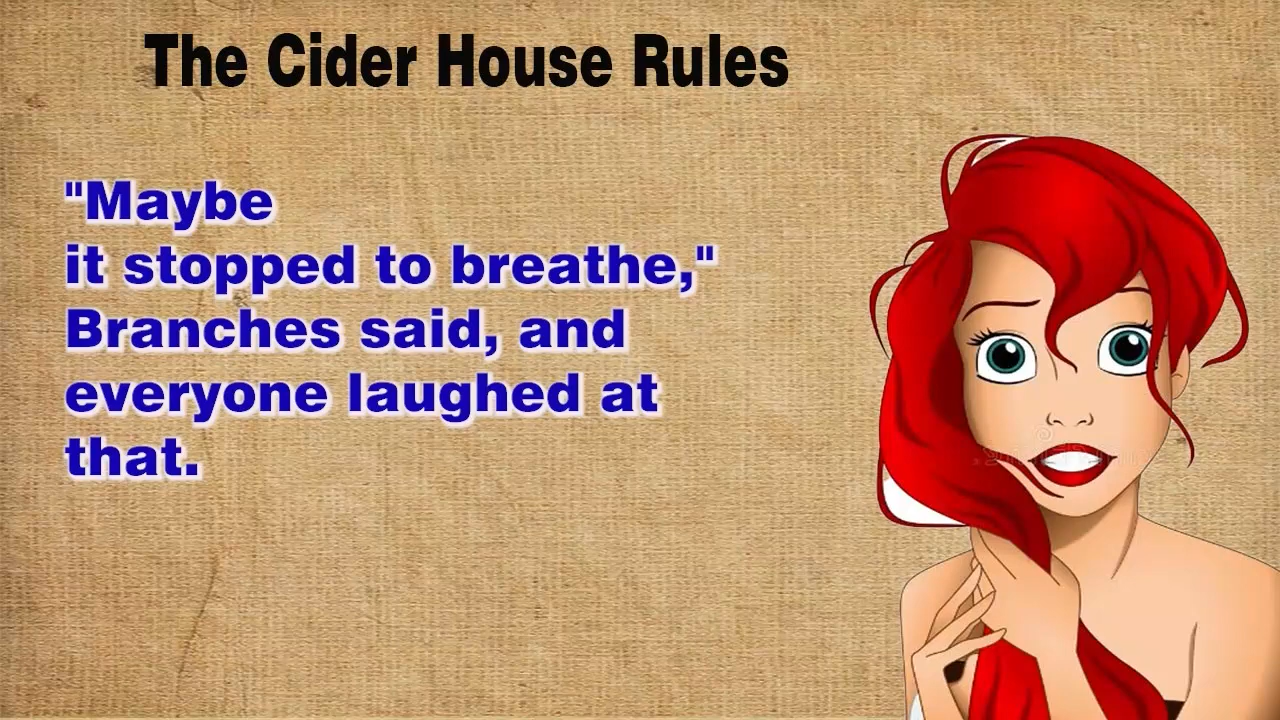 The Cider House Rules
"Maybe
it stopped to breathe,"
Branches said, and
everyone laughed at
that.